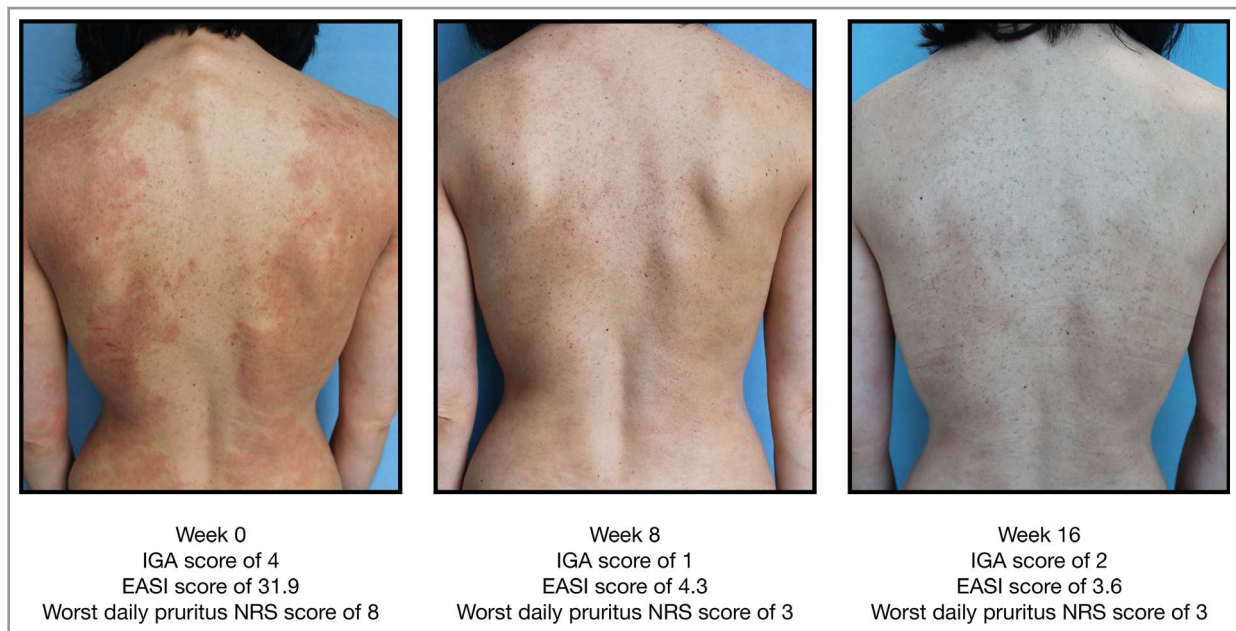 Week 0
IGA score of 4
EASI score of 31.9
Worst daily pruritus NRS score of 8
Week 8
IGA score of 1
EASI score of 4.3
Worst daily pruritus NRS score of 3
Week 16
IGA score of 2
EASI score of 3.6
Worst daily pruritus NRS score of 3